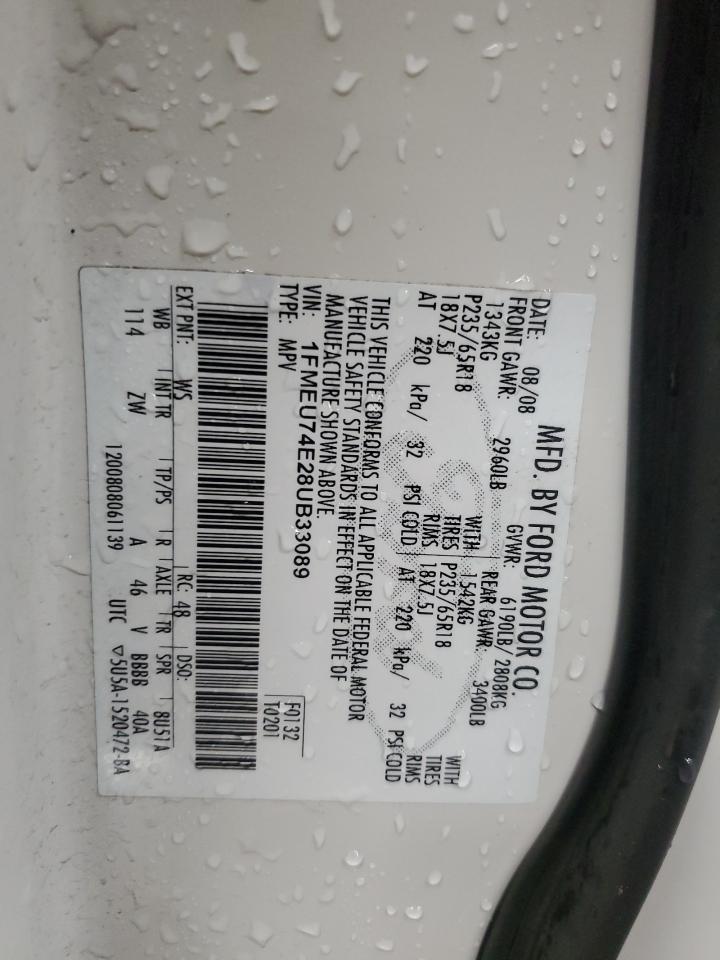 MFD. BY FORD MOTOR CO.
DATE: 08/08 GVWR: 6190LB/2808KG
FRONT GAWR: 2960LB REAR GAWR: 3400LB
1343KG WITH 1542KG WITH
P235/65R18 TIRES P235/65R18 TIRES
18X7.5J RIMS 18X7.5J RIMS
AT 220 kPa/ 32 PSI COLD AT 220 kPa/ 32 PSI COLD
THIS VEHICLE CONFORMS TO ALL APPLICABLE FEDERAL MOTOR
VEHICLE SAFETY STANDARDS IN EFFECT ON THE DATE OF
MANUFACTURE SHOWN ABOVE.
VIN: 1FMEU74E28UB33089 F0132
TYPE: MPV T0201
EXT PNT: WS RC: 48 DSO:
WB INT TR TP/PS R AXLE TR SPR 8U51A
114 ZW A 46 V BBBB 40A
1200808061139 UTC ▽5U5A-1520472-BA